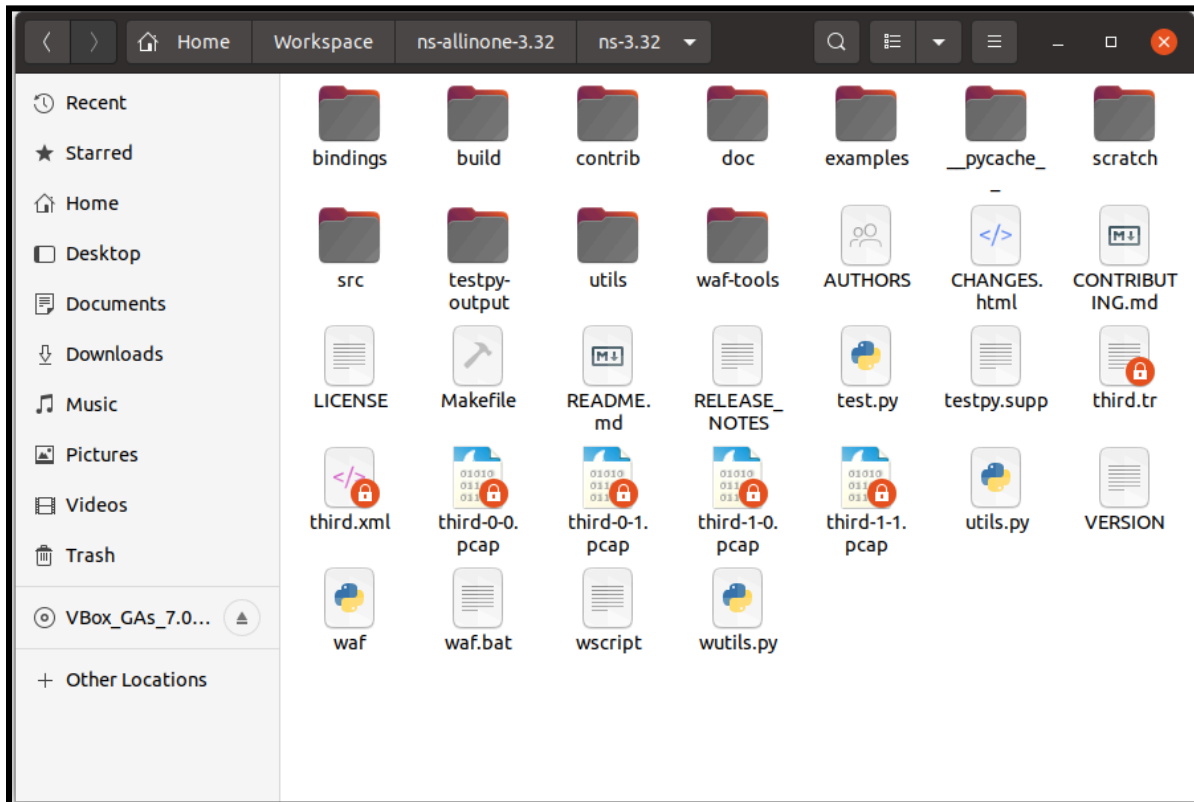 Home Workspace ns-allinone-3.32 ns-3.32
Recent
Starred
Home
Desktop
Documents
Downloads
Music
Pictures
Videos
Trash
VBox_GAs_7.0...
+ Other Locations
bindings build contrib doc examples __pycache_ scratch
_
src testpy- utils waf-tools AUTHORS CHANGES. CONTRIBUT
output html ING.md
LICENSE Makefile README. RELEASE_ test.py testpy.supp third.tr
md NOTES
third.xml third-0-0. third-0-1. third-1-0. third-1-1. utils.py VERSION
pcap pcap pcap pcap
waf waf.bat wscript wutils.py